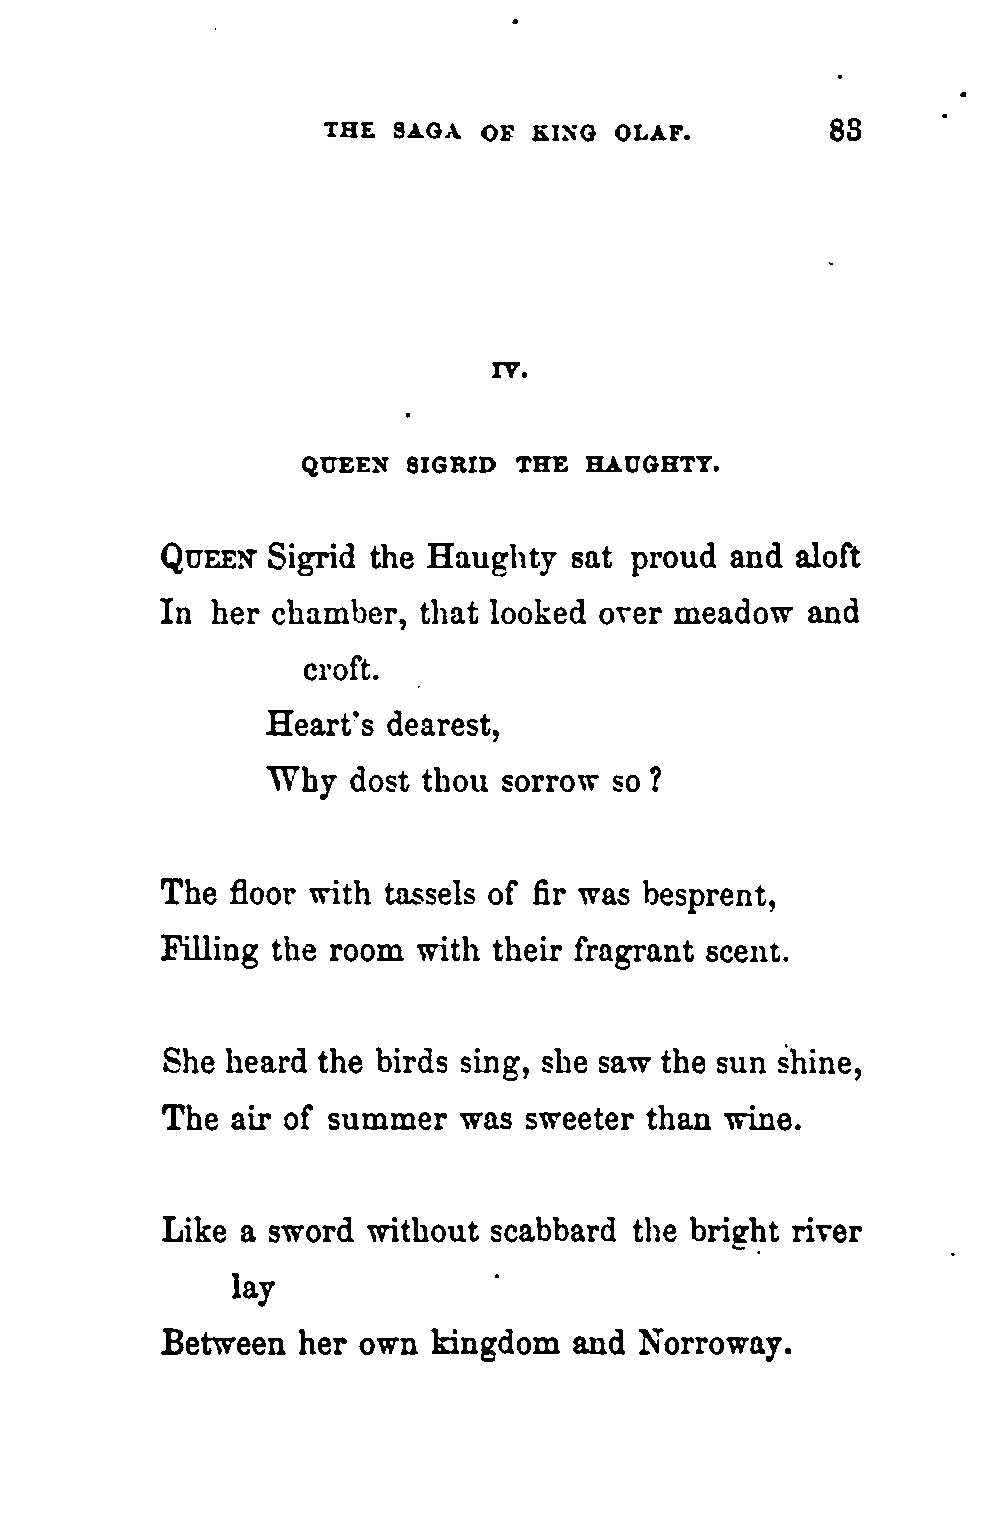 THE SAGA OF KING OLAF. 83
IV.
QUEEN SIGRID THE HAUGHTY.
QUEEN Sigrid the Haughty sat proud and aloft
In her chamber, that looked over meadow and
croft.
Heart's dearest,
Why dost thou sorrow so?
The floor with tassels of fir was besprent,
Filling the room with their fragrant scent.
She heard the birds sing, she saw the sun shine,
The air of summer was sweeter than wine.
Like a sword without scabbard the bright river
lay
Between her own kingdom and Norroway.